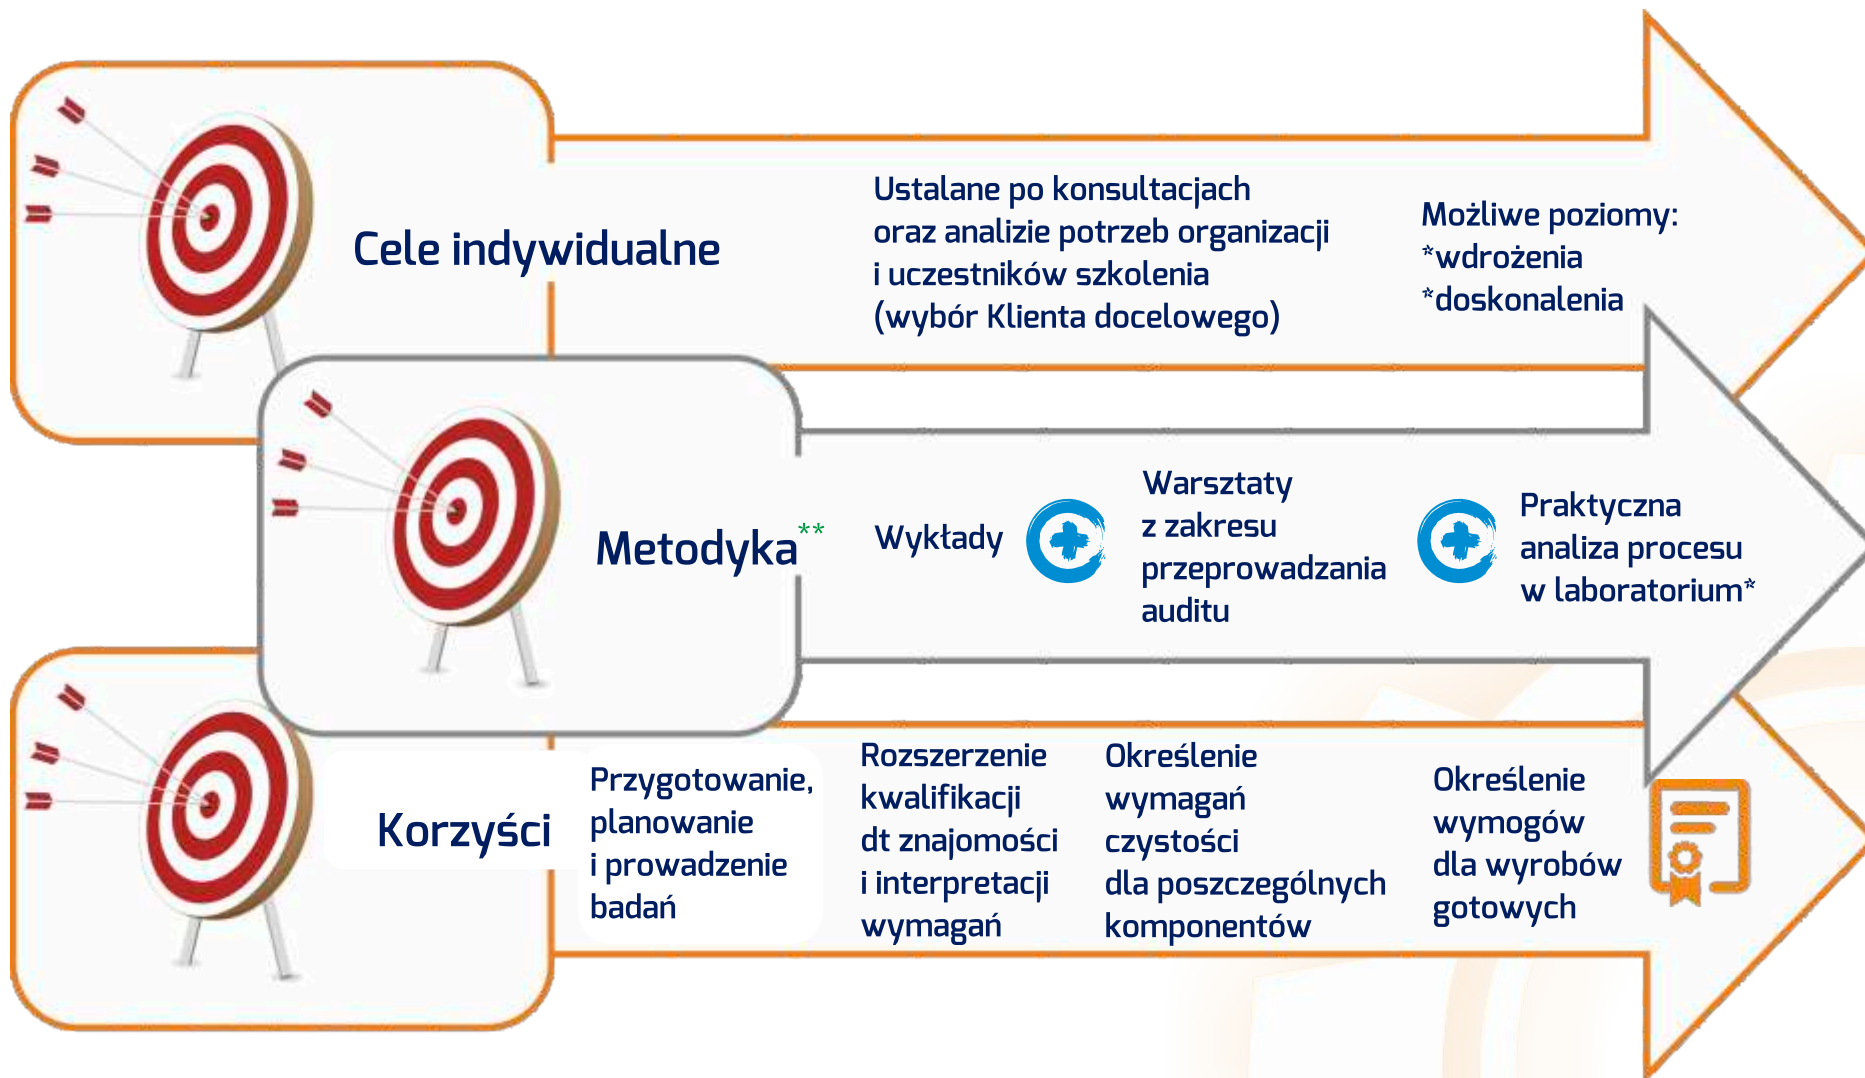 Cele indywidualne
Ustalane po konsultacjach
oraz analizie potrzeb organizacji
i uczestników szkolenia
(wybór Klienta docelowego)
Możliwe poziomy:
*wdrożenia
*doskonalenia
Metodyka**
Wykłady
Warsztaty
z zakresu
przeprowadzania
auditu
Praktyczna
analiza procesu
w laboratorium*
Korzyści
Przygotowanie,
planowanie
i prowadzenie
badań
Rozszerzenie
kwalifikacji
dt znajomości
i interpretacji
wymagań
Określenie
wymagań
czystości
dla poszczególnych
komponentów
Określenie
wymogów
dla wyrobów
gotowych